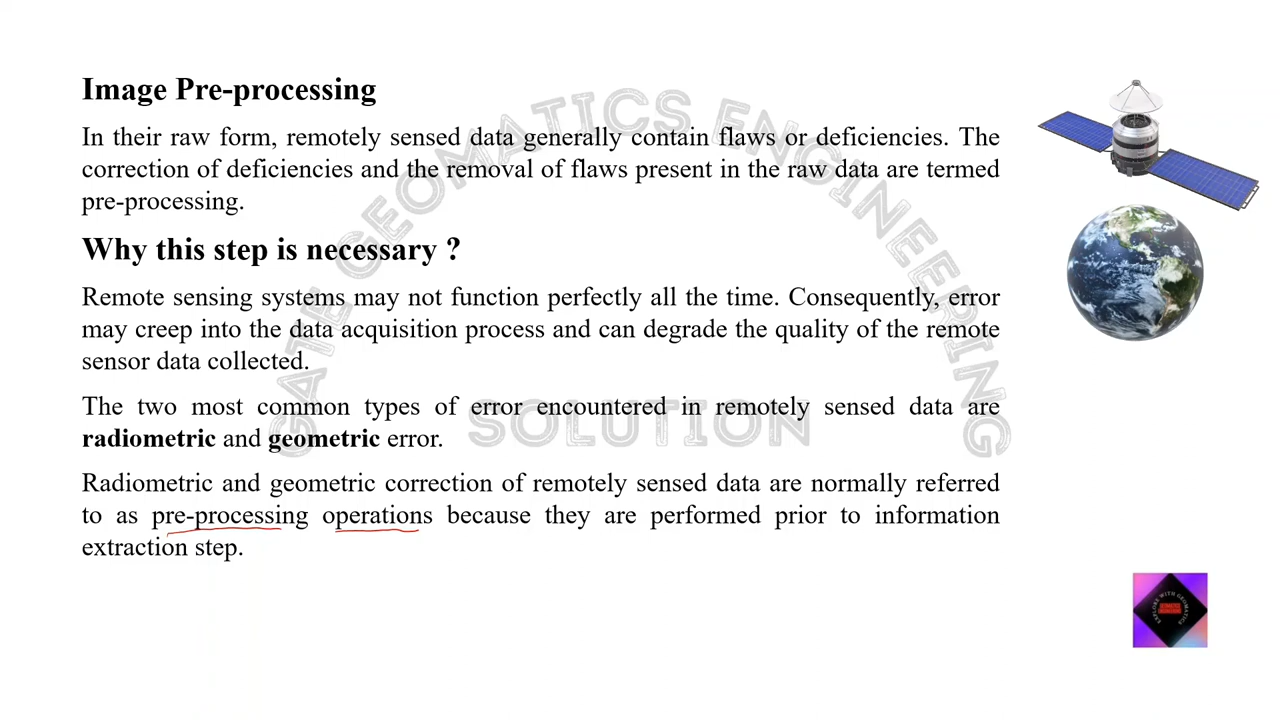 Image Pre-processing
In their raw form, remotely sensed data generally contain flaws or deficiencies. The
correction of deficiencies and the removal of flaws present in the raw data are termed
pre-processing.
Why this step is necessary ?
Remote sensing systems may not function perfectly all the time. Consequently, error
may creep into the data acquisition process and can degrade the quality of the remote
sensor data collected.
The two most common types of error encountered in remotely sensed data are
radiometric and geometric error.
Radiometric and geometric correction of remotely sensed data are normally referred
to as pre-processing operations because they are performed prior to information
extraction step.
GATE GEOMATICS ENGINEERING
SOLUTION
EXPLORE WITH GEOMATICS